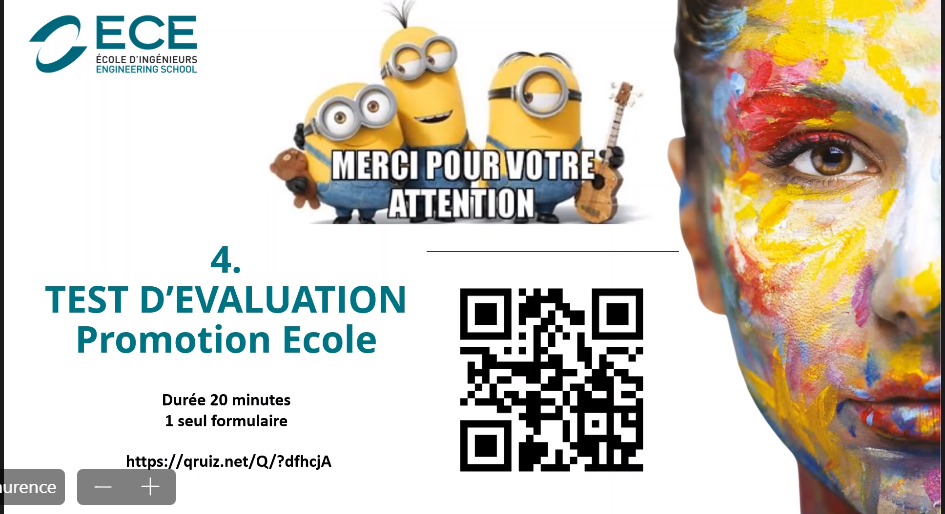 ECE
ÉCOLE D'INGÉNIEURS
ENGINEERING SCHOOL
MERCI POUR VOTRE
ATTENTION
4.
TEST D'EVALUATION
Promotion Ecole
Durée 20 minutes
1 seul formulaire
https://qruiz.net/Q/?dfhcjA
urence